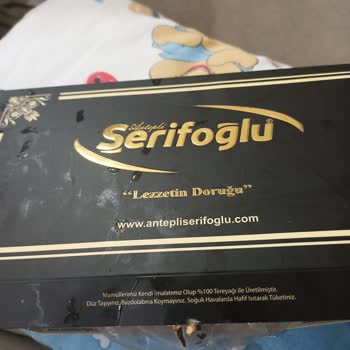 Antepli
Şerifoğlu®
“Lezzetin Doruğu”
www.antepliserifoglu.com
Mamüllerimiz Kendi İmalatımız Olup %100 Tereyağı ile Üretilmiştir.
Düz Taşıyınız, Buzdolabına Koymayınız. Soğuk Havalarda Hafif Isıtarak Tüketiniz.